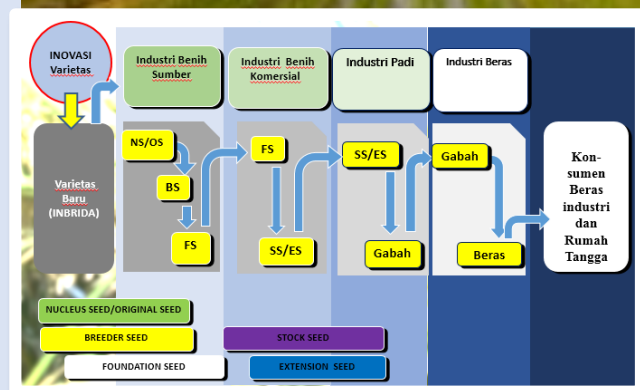 INOVASI
Varietas
Industri Benih
Sumber
Industri Benih
Komersial
Industri Padi
Industri Beras
Varietas
Baru
(INBRIDA)
NS/OS
BS
FS
FS
SS/ES
SS/ES
Gabah
Gabah
Beras
Kon-
sumen
Beras
industri
dan
Rumah
Tangga
NUCLEUS SEED/ORIGINAL SEED
BREEDER SEED
FOUNDATION SEED
STOCK SEED
EXTENSION SEED